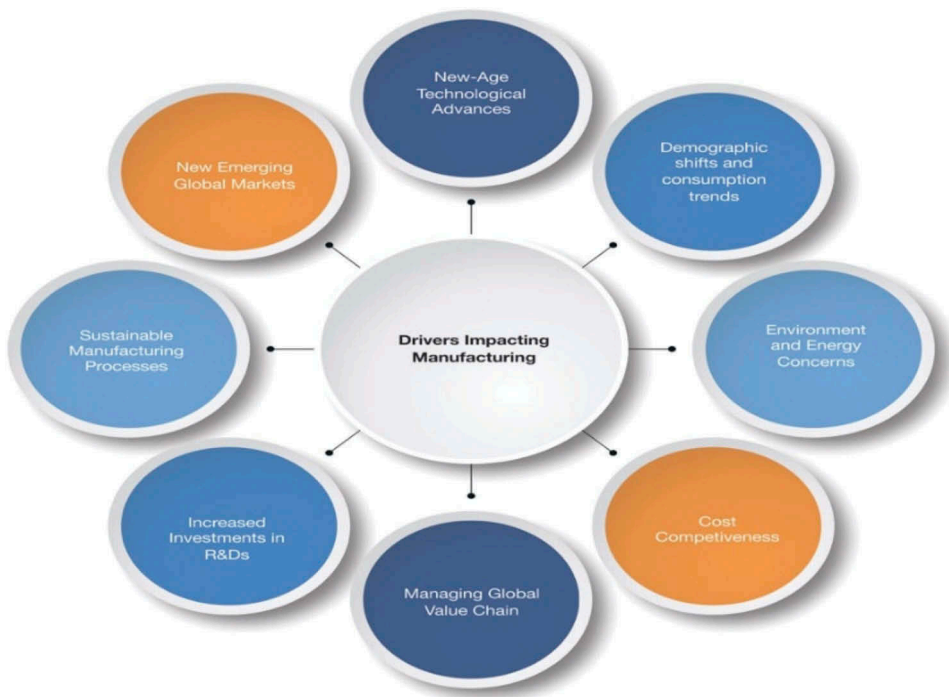 New-Age
Technological
Advances
Demographic
shifts and
consumption
trends
Environment
and Energy
Concerns
Cost
Competiveness
Managing Global
Value Chain
Increased
Investments in
R&Ds
Sustainable
Manufacturing
Processes
New Emerging
Global Markets
Drivers Impacting
Manufacturing